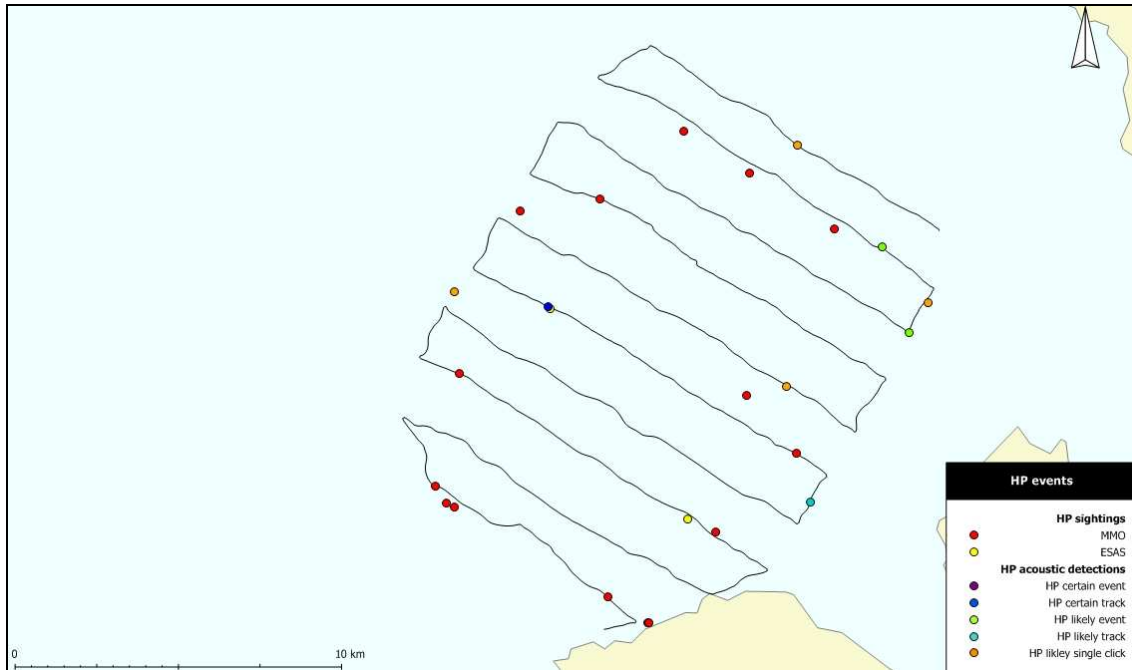 HP events
HP sightings
MMO
ESAS
HP acoustic detections
HP certain event
HP certain track
HP likely event
HP likely track
HP likley single click
0 10 km